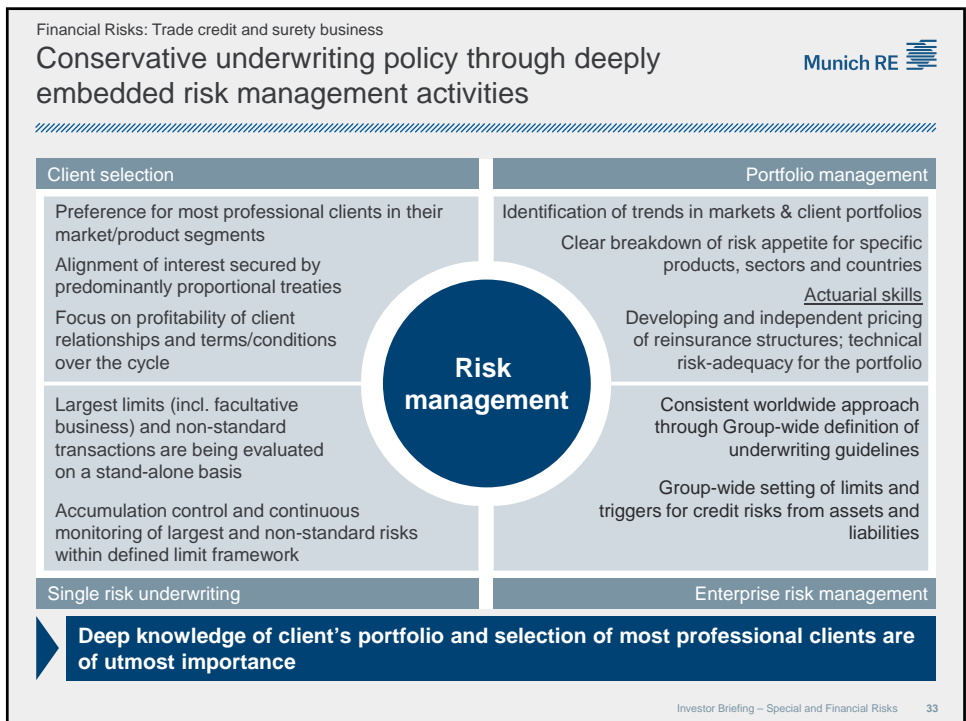 Financial Risks: Trade credit and surety business
Conservative underwriting policy through deeply
embedded risk management activities
Munich RE
Client selection
Preference for most professional clients in their
market/product segments
Alignment of interest secured by
predominantly proportional treaties
Focus on profitability of client
relationships and terms/conditions
over the cycle
Portfolio management
Identification of trends in markets & client portfolios
Clear breakdown of risk appetite for specific
products, sectors and countries
Actuarial skills
Developing and independent pricing
of reinsurance structures; technical
risk-adequacy for the portfolio
Risk
management
Largest limits (incl. facultative
business) and non-standard
transactions are being evaluated
on a stand-alone basis
Accumulation control and continuous
monitoring of largest and non-standard risks
within defined limit framework
Single risk underwriting
Consistent worldwide approach
through Group-wide definition of
underwriting guidelines
Group-wide setting of limits and
triggers for credit risks from assets and
liabilities
Enterprise risk management
Deep knowledge of client's portfolio and selection of most professional clients are
of utmost importance
Investor Briefing – Special and Financial Risks 33